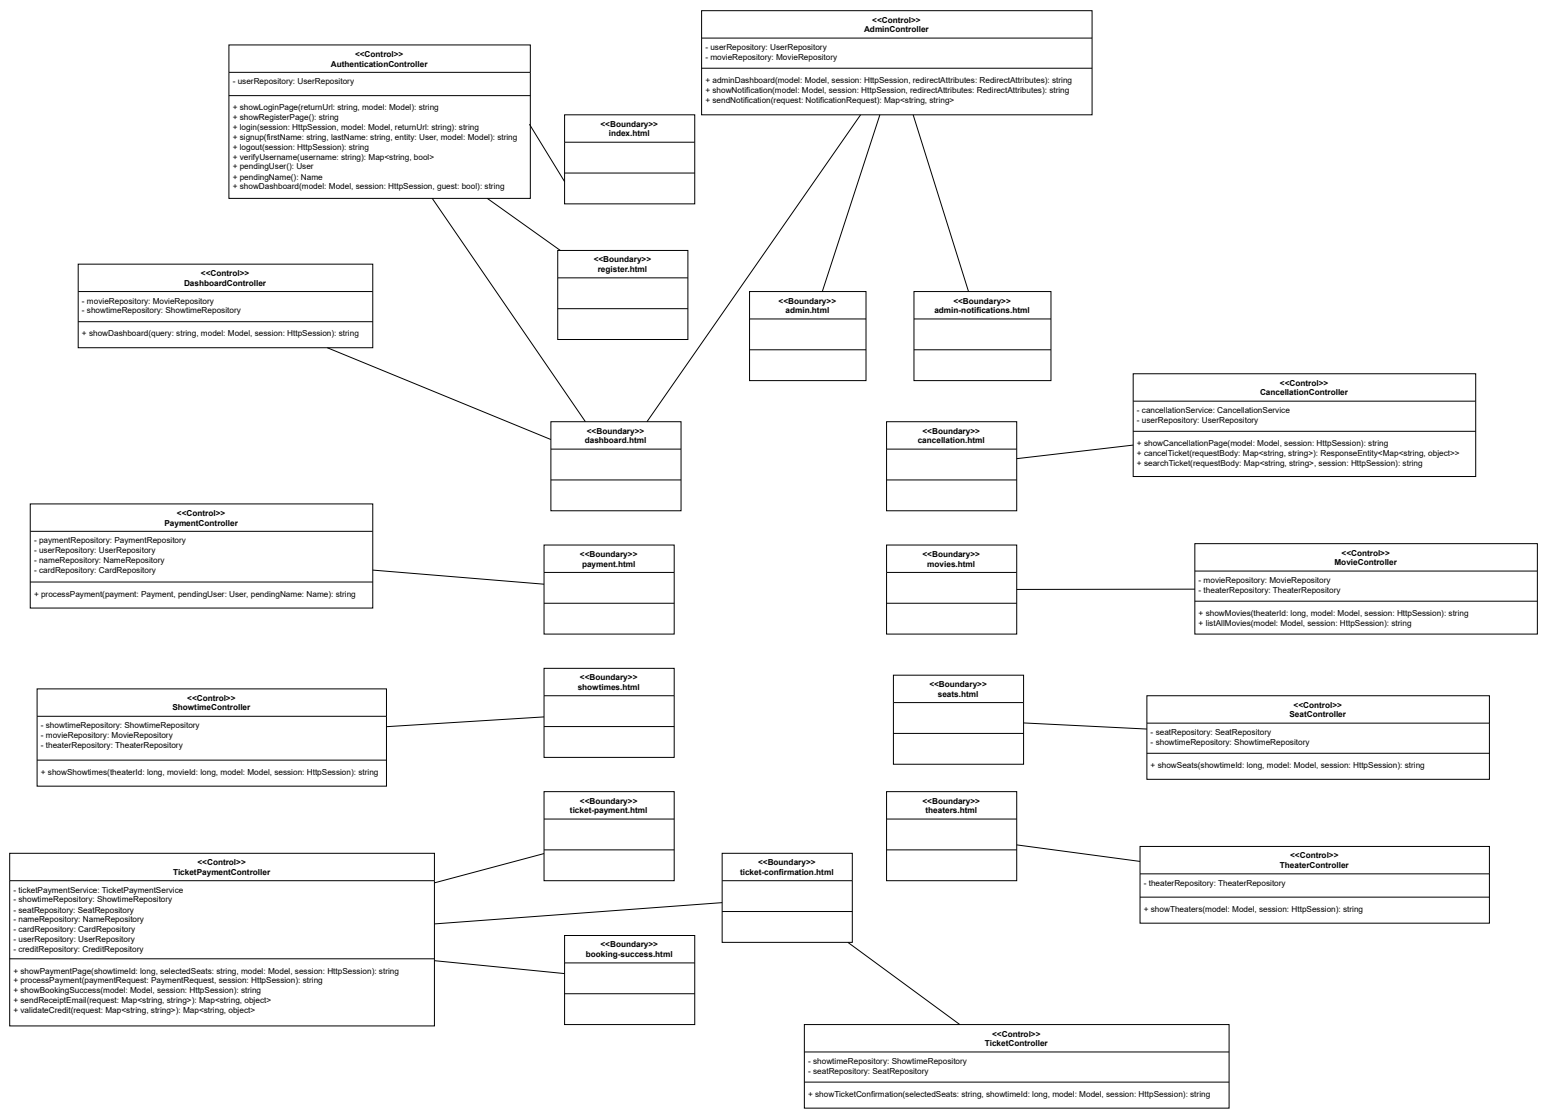 <<Control>>
AdminController
- userRepository: UserRepository
- movieRepository: MovieRepository
+ adminDashboard(model: Model, session: HttpSession, redirectAttributes: RedirectAttributes): string
+ showNotification(model: Model, session: HttpSession, redirectAttributes: RedirectAttributes): string
+ sendNotification(request: NotificationRequest): Map<string, string>
<<Control>>
AuthenticationController
- userRepository: UserRepository
+ showLoginPage(returnUrl: string, model: Model): string
+ showRegisterPage(): string
+ login(session: HttpSession, model: Model, returnUrl: string): string
+ signup(firstName: string, lastName: string, entity: User, model: Model): string
+ logout(session: HttpSession): string
+ verifyUsername(username: string): Map<string, bool>
+ pendingUser(): User
+ pendingName(): Name
+ showDashboard(model: Model, session: HttpSession, guest: bool): string
<<Boundary>>
index.html
<<Boundary>>
register.html
<<Control>>
DashboardController
- movieRepository: MovieRepository
- showtimeRepository: ShowtimeRepository
+ showDashboard(query: string, model: Model, session: HttpSession): string
<<Boundary>>
admin.html
<<Boundary>>
admin-notifications.html
<<Control>>
CancellationController
- cancellationService: CancellationService
- userRepository: UserRepository
+ showCancellationPage(model: Model, session: HttpSession): string
+ cancelTicket(requestBody: Map<string, string>): ResponseEntity<Map<string, object>>
+ searchTicket(requestBody: Map<string, string>, session: HttpSession): string
<<Boundary>>
dashboard.html
<<Boundary>>
cancellation.html
<<Control>>
PaymentController
- paymentRepository: PaymentRepository
- userRepository: UserRepository
- nameRepository: NameRepository
- cardRepository: CardRepository
+ processPayment(payment: Payment, pendingUser: User, pendingName: Name): string
<<Boundary>>
payment.html
<<Boundary>>
movies.html
<<Control>>
MovieController
- movieRepository: MovieRepository
- theaterRepository: TheaterRepository
+ showMovies(theaterId: long, model: Model, session: HttpSession): string
+ listAllMovies(model: Model, session: HttpSession): string
<<Control>>
ShowtimeController
- showtimeRepository: ShowtimeRepository
- movieRepository: MovieRepository
- theaterRepository: TheaterRepository
+ showShowtimes(theaterId: long, movieId: long, model: Model, session: HttpSession): string
<<Boundary>>
showtimes.html
<<Boundary>>
seats.html
<<Control>>
SeatController
- seatRepository: SeatRepository
- showtimeRepository: ShowtimeRepository
+ showSeats(showtimeId: long, model: Model, session: HttpSession): string
<<Boundary>>
ticket-payment.html
<<Boundary>>
theaters.html
<<Control>>
TheaterController
- theaterRepository: TheaterRepository
+ showTheaters(model: Model, session: HttpSession): string
<<Control>>
TicketPaymentController
- ticketPaymentService: TicketPaymentService
- showtimeRepository: ShowtimeRepository
- seatRepository: SeatRepository
- nameRepository: NameRepository
- cardRepository: CardRepository
- userRepository: UserRepository
- creditRepository: CreditRepository
+ showPaymentPage(showtimeId: long, selectedSeats: string, model: Model, session: HttpSession): string
+ processPayment(paymentRequest: PaymentRequest, session: HttpSession): string
+ showBookingSuccess(model: Model, session: HttpSession): string
+ sendReceiptEmail(request: Map<string, string>): Map<string, object>
+ validateCredit(request: Map<string, string>): Map<string, object>
<<Boundary>>
ticket-confirmation.html
<<Boundary>>
booking-success.html
<<Control>>
TicketController
- showtimeRepository: ShowtimeRepository
- seatRepository: SeatRepository
+ showTicketConfirmation(selectedSeats: string, showtimeId: long, model: Model, session: HttpSession): string